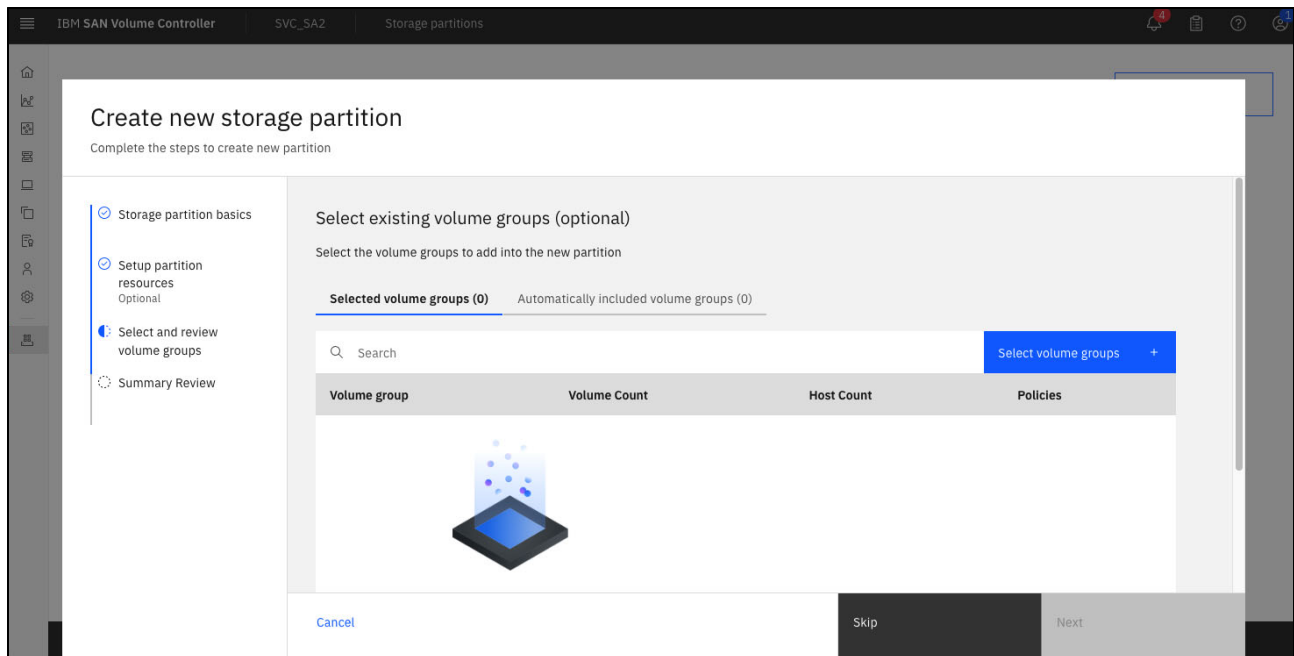 IBM SAN Volume Controller SVC_SA2 Storage partitions 4 1
Create new storage partition
Complete the steps to create new partition
Storage partition basics
Setup partition
resources
Optional
Select and review
volume groups
Summary Review
Select existing volume groups (optional)
Select the volume groups to add into the new partition
Selected volume groups (0) Automatically included volume groups (0)
Search Select volume groups +
Volume group Volume Count Host Count Policies
Cancel Skip Next